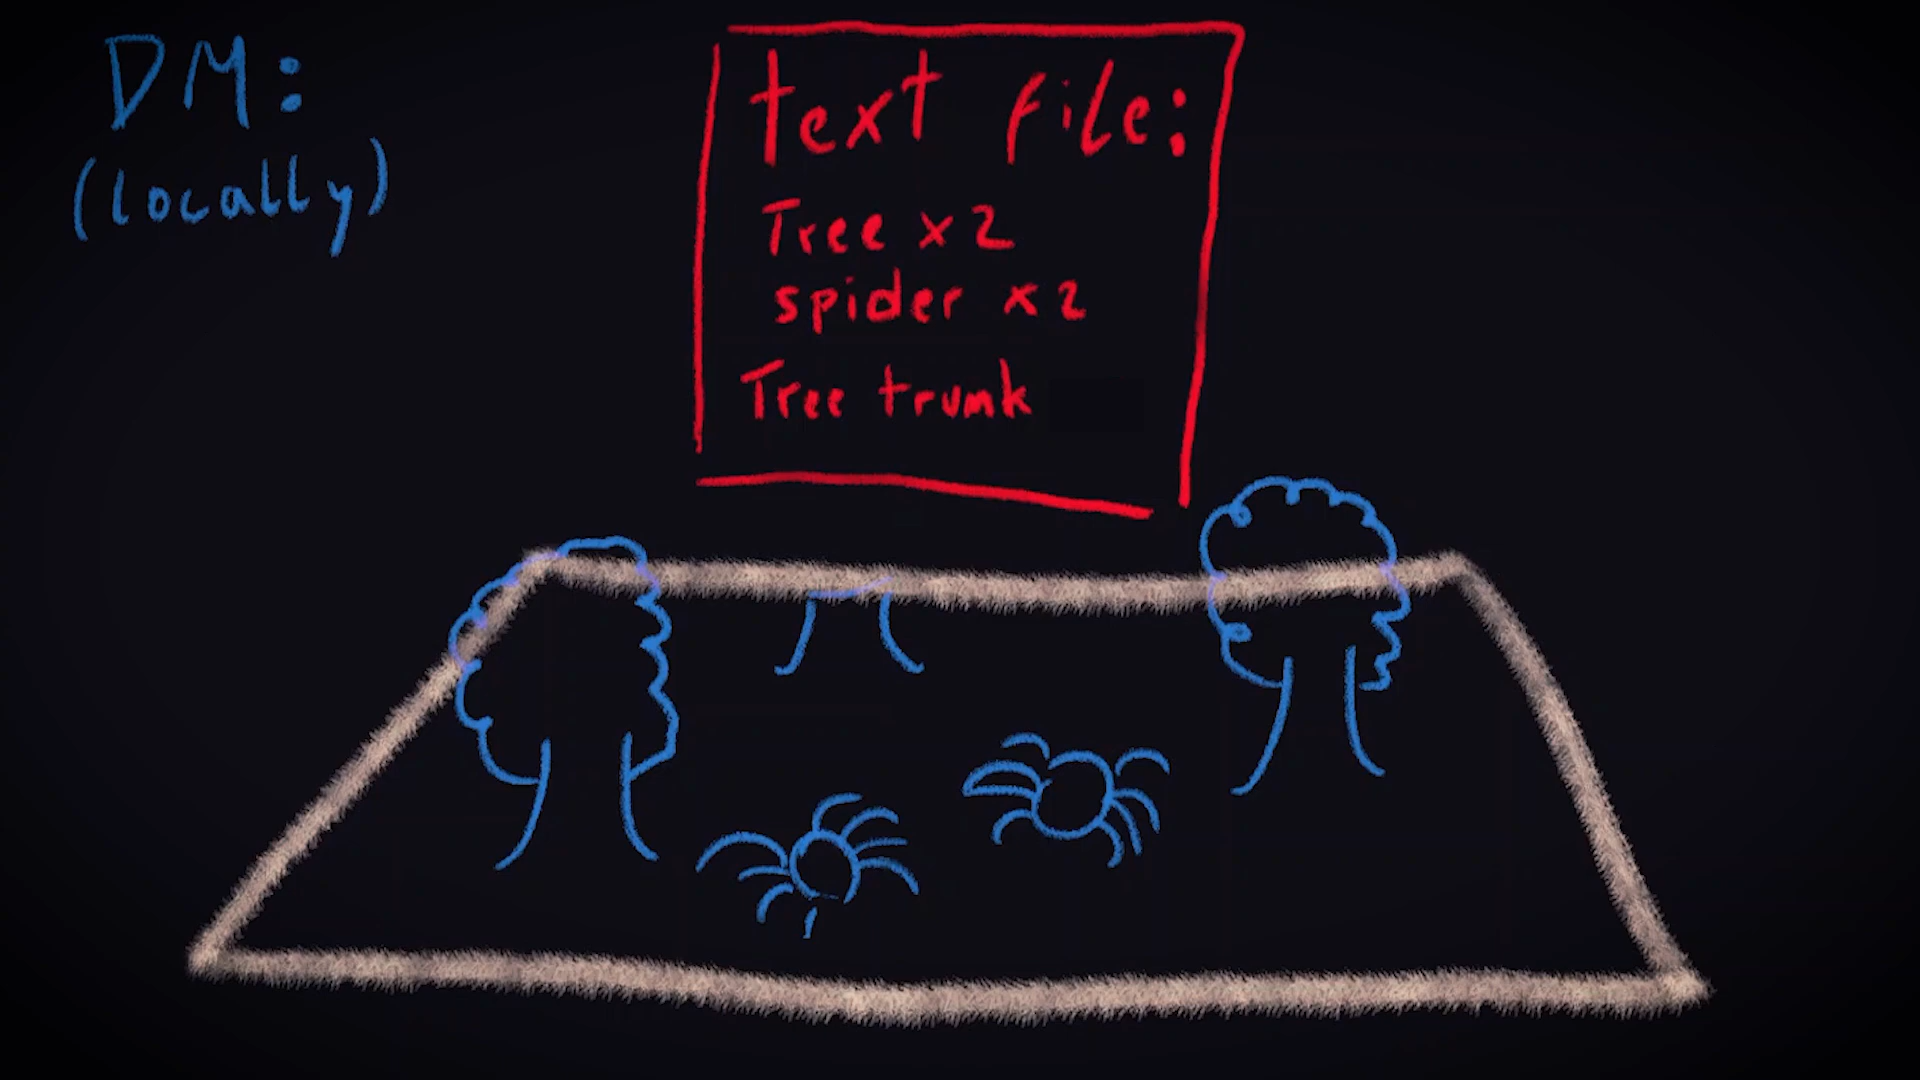 DM:
(locally)
text file:
Tree x2
spider x2
Tree trunk